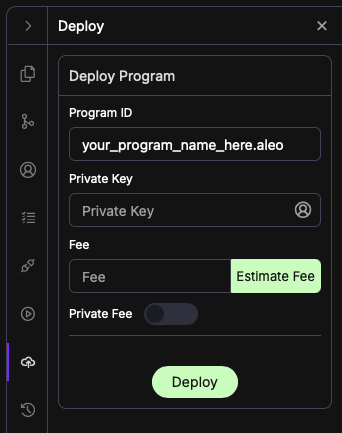 Deploy
Deploy Program
Program ID
your_program_name_here.aleo
Private Key
Private Key
Fee
Fee Estimate Fee
Private Fee
Deploy